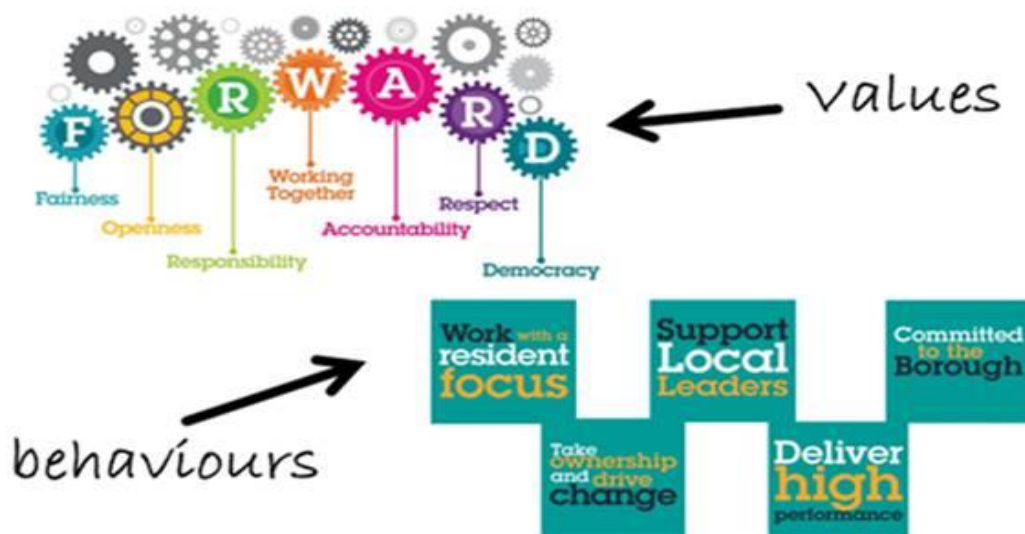 F O R W A R D
values
Fairness
Openness
Responsibility
Working
Together
Accountability
Respect
Democracy
behaviours
Work with a
resident
focus
Take
ownership
and drive
change
Support
Local
Leaders
Deliver
high
performance
Committed
to the
Borough